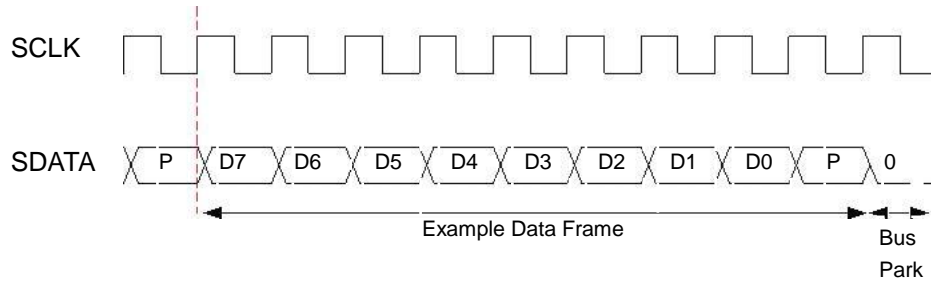 SCLK
SDATA P D7 D6 D5 D4 D3 D2 D1 D0 P 0
Example Data Frame
Bus
Park